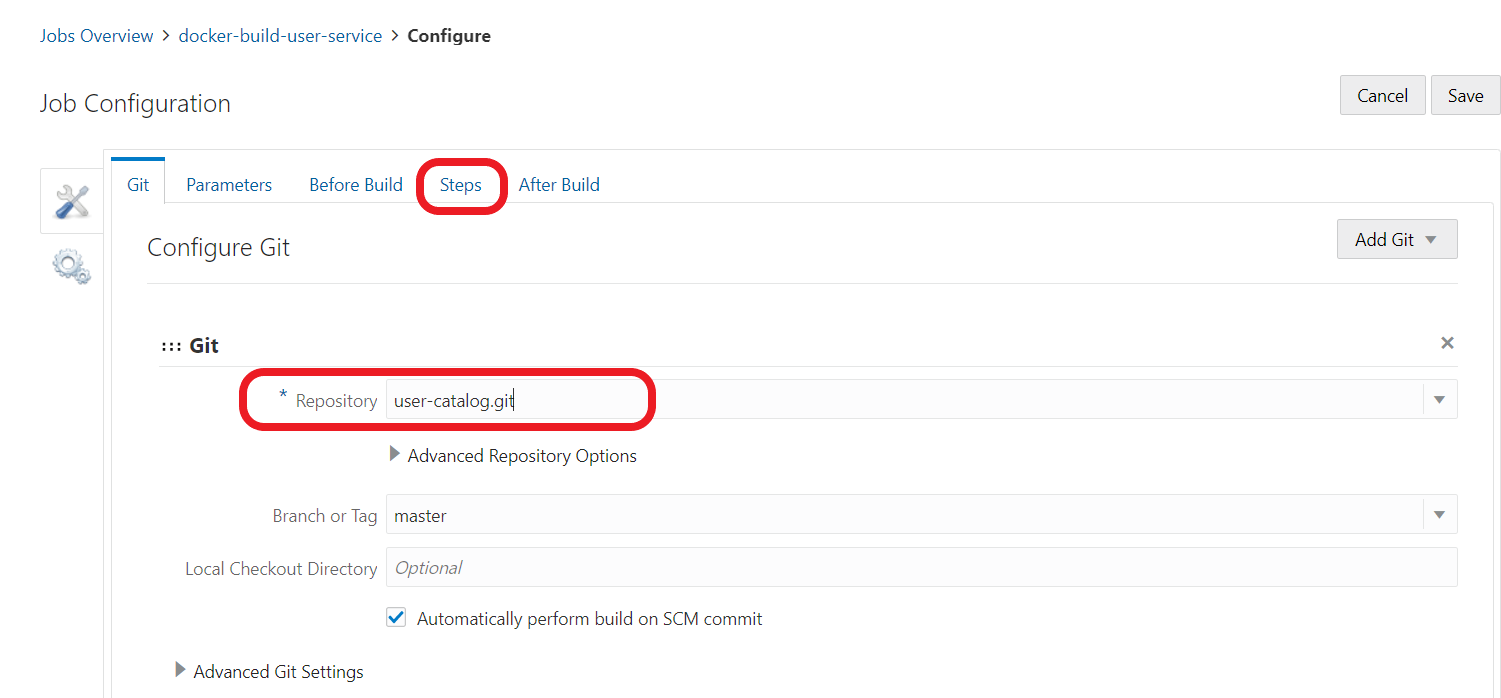 Jobs Overview > docker-build-user-service > Configure
Job Configuration
Cancel Save
Git Parameters Before Build Steps After Build
Configure Git
Add Git
Git
* Repository user-catalog.git
Advanced Repository Options
Branch or Tag master
Local Checkout Directory Optional
Automatically perform build on SCM commit
Advanced Git Settings